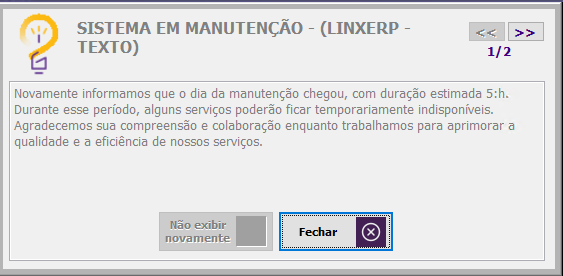 SISTEMA EM MANUTENÇÃO - (LINXERP -
TEXTO)
<<
>>
1/2
Novamente informamos que o dia da manutenção chegou, com duração estimada 5:h.
Durante esse período, alguns serviços poderão ficar temporariamente indisponíveis.
Agradecemos sua compreensão e colaboração enquanto trabalhamos para aprimorar a
qualidade e a eficiência de nossos serviços.
Não exibir
novamente
Fechar